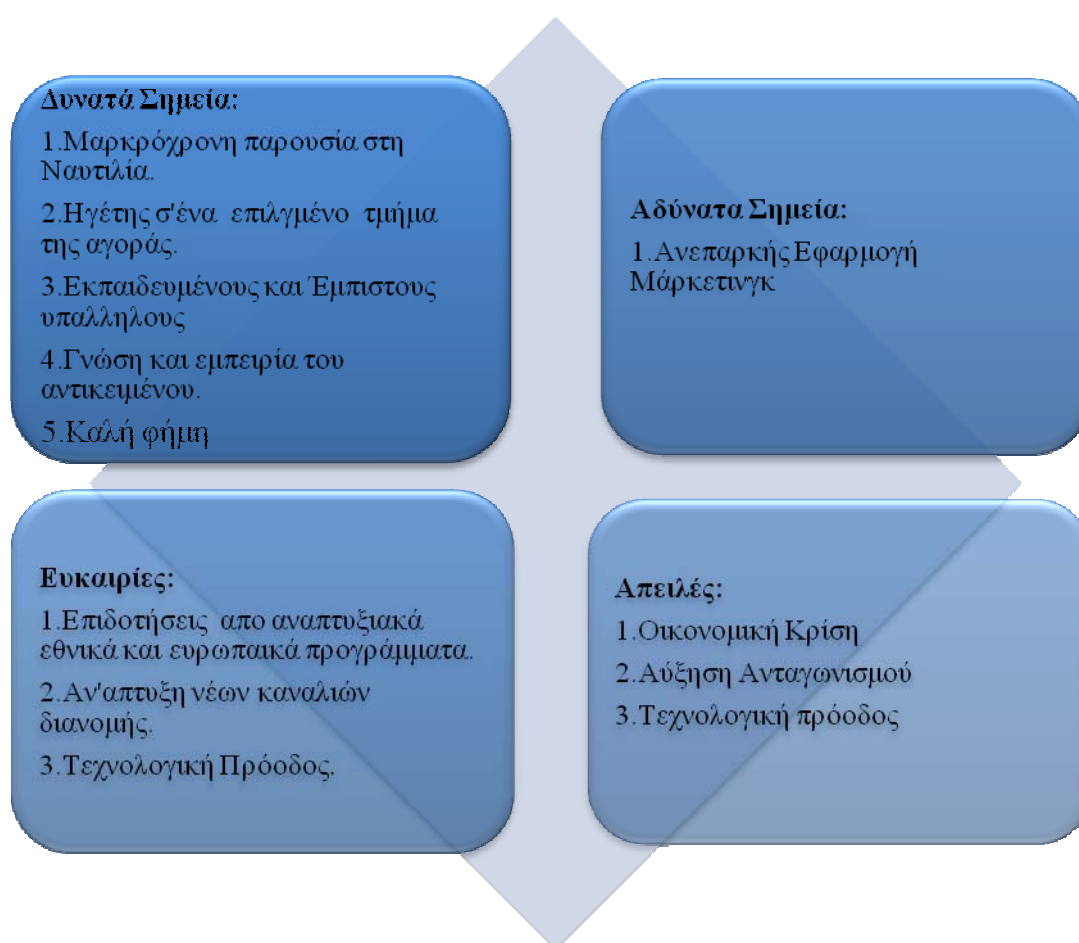 Δυνατά Σημεία:
1.Μαρκρόχρονη παρουσία στη
Ναυτιλία.
2.Ηγέτης σ'ένα επιλγμένο τμήμα
της αγοράς.
3.Εκπαιδευμένους και Έμπιστους
υπαλληλους
4.Γνώση και εμπειρία του
αντικειμένου.
5.Καλή φήμη
Αδύνατα Σημεία:
1.Ανεπαρκής Εφαρμογή
Μάρκετινγκ
Ευκαιρίες:
1.Επιδοτήσεις απο αναπτυξιακά
εθνικά και ευρωπαικά προγράμματα.
2.Αν'απτυξη νέων καναλιών
διανομής.
3.Τεχνολογική Πρόοδος.
Απειλές:
1.Οικονομική Κρίση
2.Αύξηση Ανταγωνισμού
3.Τεχνολογική πρόοδος